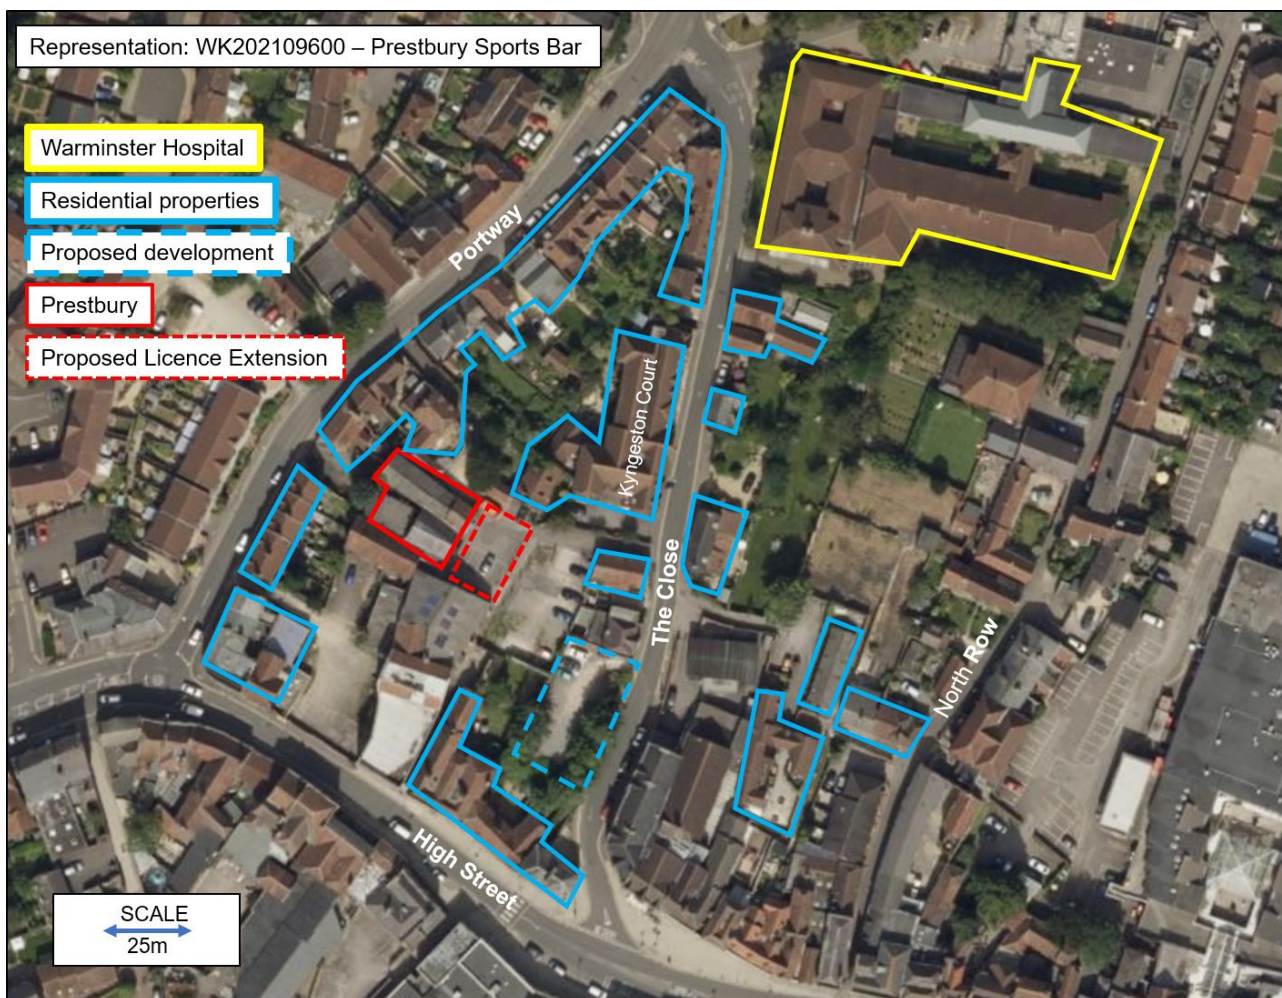 Representation: WK202109600 – Prestbury Sports Bar
Warminster Hospital
Residential properties
Proposed development
Prestbury
Proposed Licence Extension
Portway
Kyngeston Court
The Close
North Row
High Street
SCALE
25m